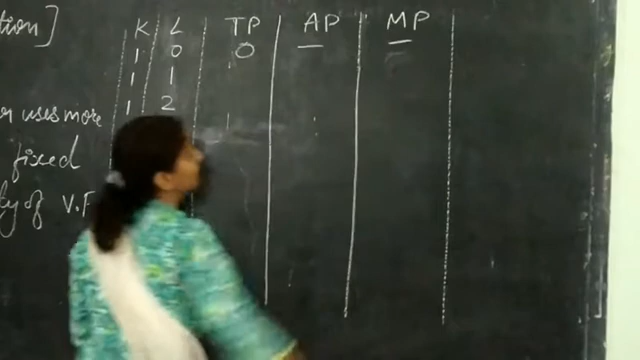 tion]
K L TP AP MP
1 0 0 — —
1 1
1 2
uses more
fixed
of V.F